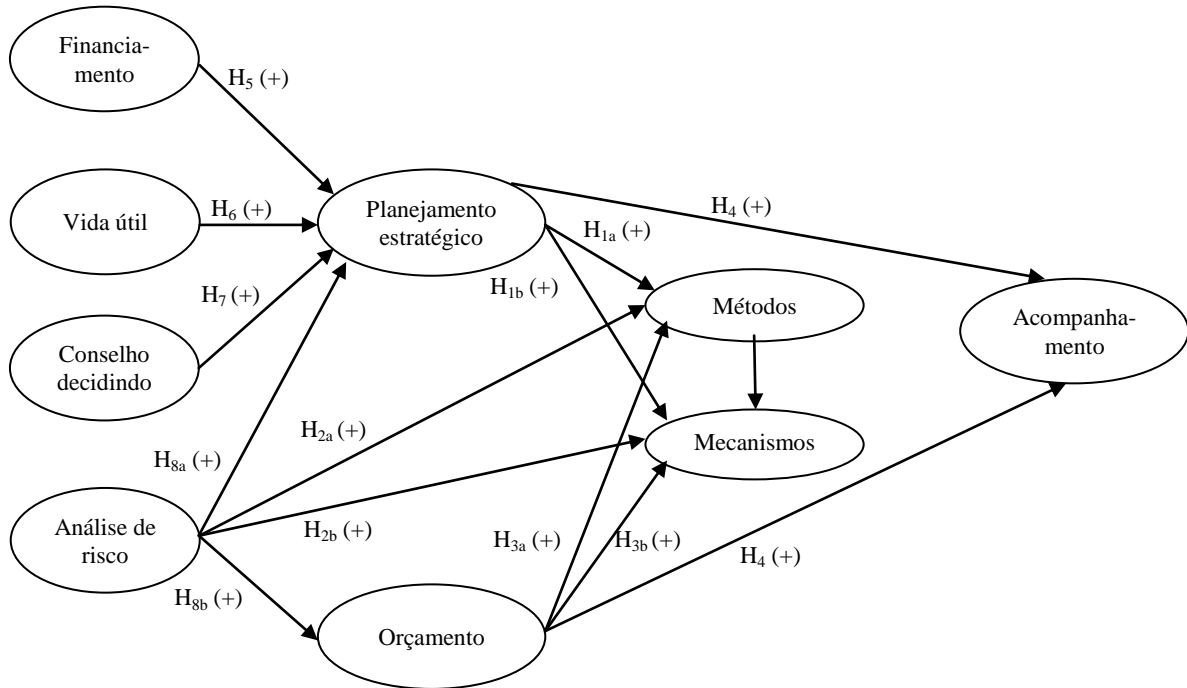 Financia-
mento
H5 (+)
Vida útil
H6 (+)
Planejamento
estratégico
H4 (+)
H1a (+)
H1b (+)
H7 (+)
Métodos
Acompanha-
mento
Conselho
decidindo
H2a (+)
Mecanismos
H8a (+)
Análise de
risco
H2b (+)
H3a (+)
H3b (+)
H4 (+)
H8b (+)
Orçamento